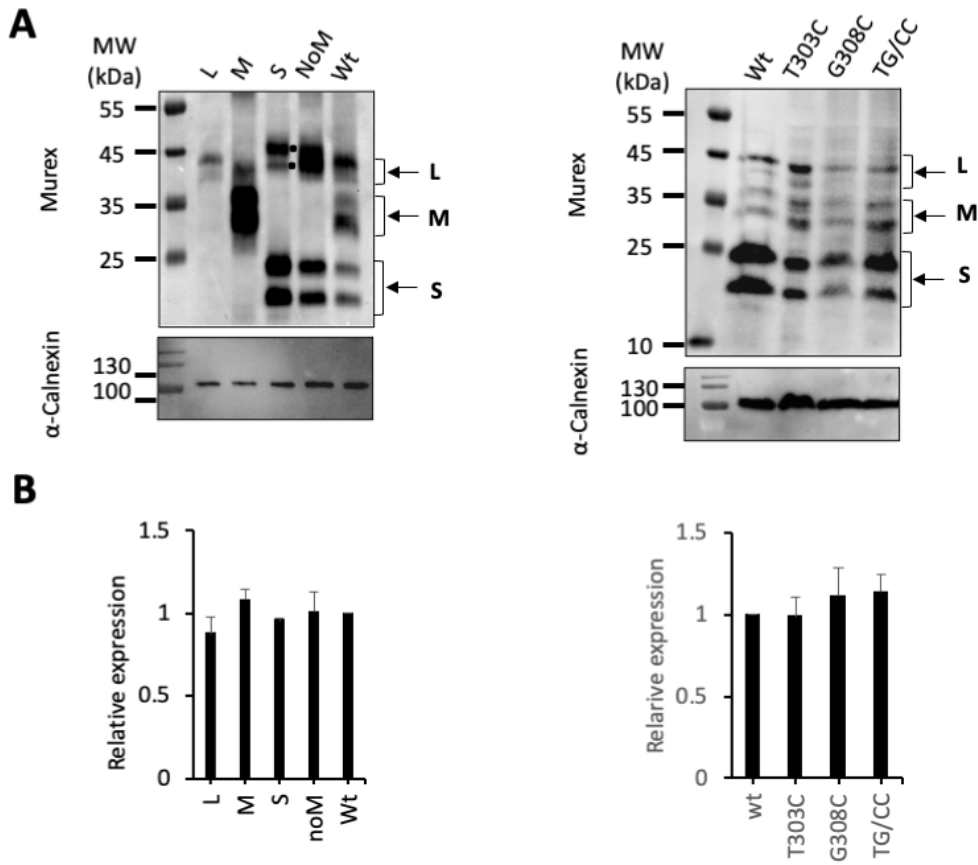 A
MW
(kDa)
L M S NoM Wt
55
45
35
25
Murex
L
M
S
130
100
α-Calnexin
MW
(kDa)
Wt T303C G308C TG/CC
55
45
35
25
10
Murex
L
M
S
130
100
α-Calnexin
B
Relative expression
1.5
1
0.5
0
L M S noM Wt
Relarive expression
1.5
1
0.5
0
wt T303C G308C TG/CC